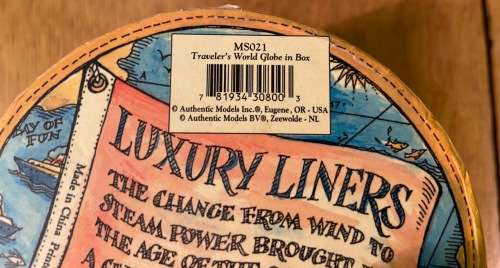 MS021
Traveler's World Globe in Box
7 81934 30800 3
© Authentic Models Inc.®, Eugene, OR - USA
© Authentic Models BV®, Zeewolde - NL
BAY OF
FUN
Made in China Print
LUXURY LINERS
THE CHANGE FROM WIND TO
STEAM POWER BROUGHT
THE AGE OF THE